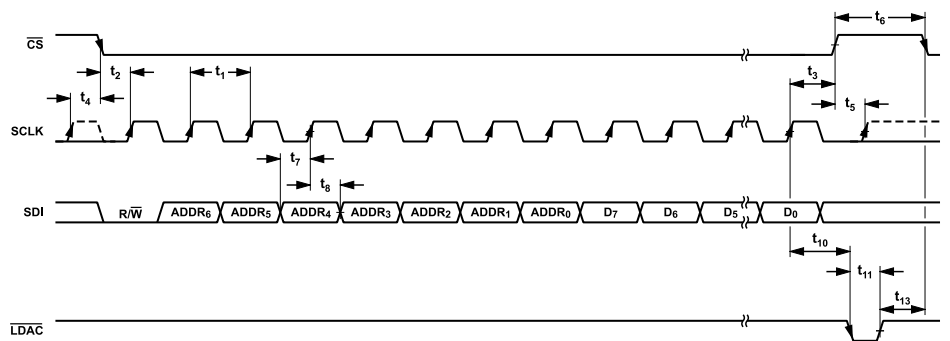 t6
CS
t2
t1
t3
t4
t5
SCLK
t7
t8
SDI
R/W
ADDR6
ADDR5
ADDR4
ADDR3
ADDR2
ADDR1
ADDR0
D7
D6
D5
D0
t10
t11
t13
LDAC